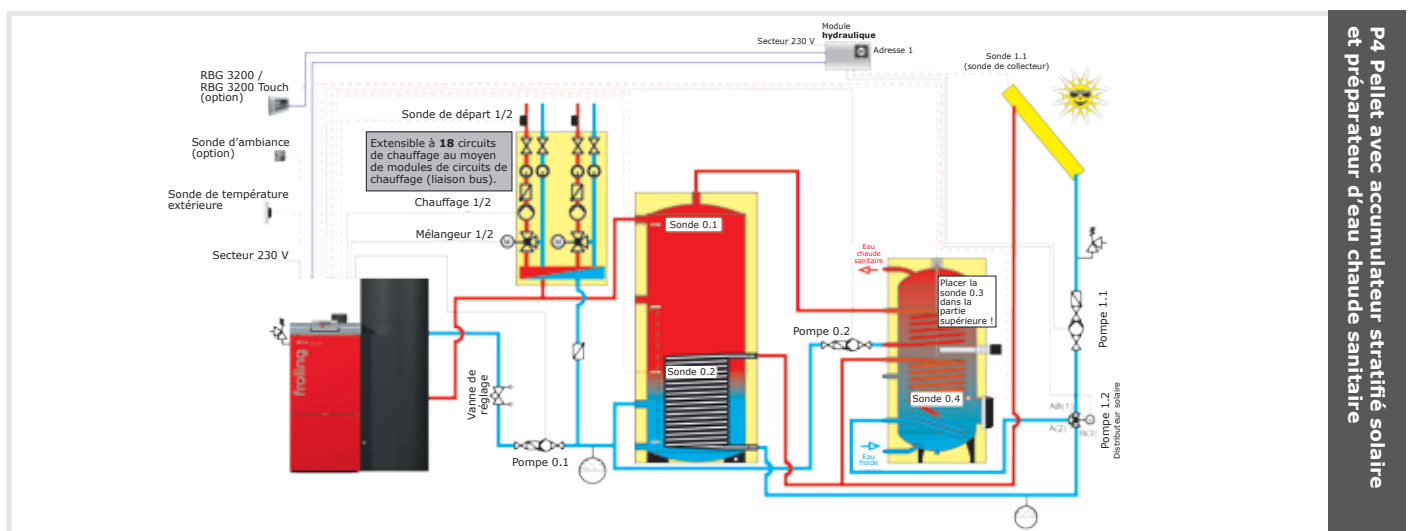 P4 Pellet avec accumulateur stratifié solaire
et préparateur d'eau chaude sanitaire
Module
hydraulique
Secteur 230 V
Adresse 1
Sonde 1.1
(sonde de collecteur)
RBG 3200 /
RBG 3200 Touch
(option)
Sonde de départ 1/2
Extensible à 18 circuits
de chauffage au moyen
de modules de circuits de
chauffage (liaison bus).
Sonde d'ambiance
(option)
Sonde de température
extérieure
Chauffage 1/2
Mélangeur 1/2
Secteur 230 V
Sonde 0.1
Eau
chaude
sanitaire
Placer la
sonde 0.3
dans la
partie
supérieure !
Pompe 1.1
Pompe 0.2
froling
Vanne de
réglage
Sonde 0.2
Sonde 0.4
AB(1)
A(2)
M
M
Pompe 1.2
Distributeur solaire
Pompe 0.1
Eau
froide